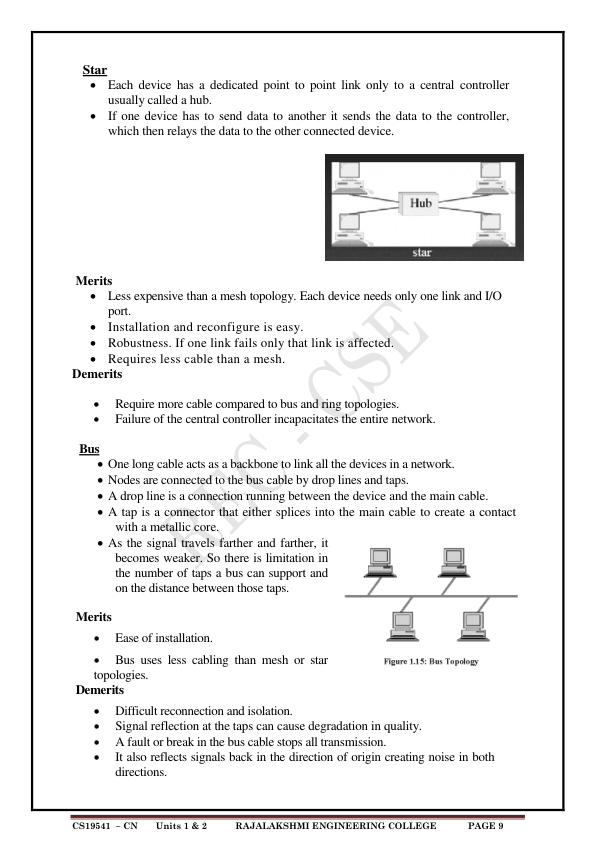 Star
• Each device has a dedicated point to point link only to a central controller
usually called a hub.
• If one device has to send data to another it sends the data to the controller,
which then relays the data to the other connected device.
Hub
star
Merits
• Less expensive than a mesh topology. Each device needs only one link and I/O
port.
• Installation and reconfigure is easy.
• Robustness. If one link fails only that link is affected.
• Requires less cable than a mesh.
Demerits
• Require more cable compared to bus and ring topologies.
• Failure of the central controller incapacitates the entire network.
REC - CSE
Bus
• One long cable acts as a backbone to link all the devices in a network.
• Nodes are connected to the bus cable by drop lines and taps.
• A drop line is a connection running between the device and the main cable.
• A tap is a connector that either splices into the main cable to create a contact
with a metallic core.
• As the signal travels farther and farther, it
becomes weaker. So there is limitation in
the number of taps a bus can support and
on the distance between those taps.
Merits
• Ease of installation.
• Bus uses less cabling than mesh or star
topologies.
Figure 1.15: Bus Topology
Demerits
• Difficult reconnection and isolation.
• Signal reflection at the taps can cause degradation in quality.
• A fault or break in the bus cable stops all transmission.
• It also reflects signals back in the direction of origin creating noise in both
directions.
CS19541 – CN Units 1 & 2 RAJALAKSHMI ENGINEERING COLLEGE PAGE 9